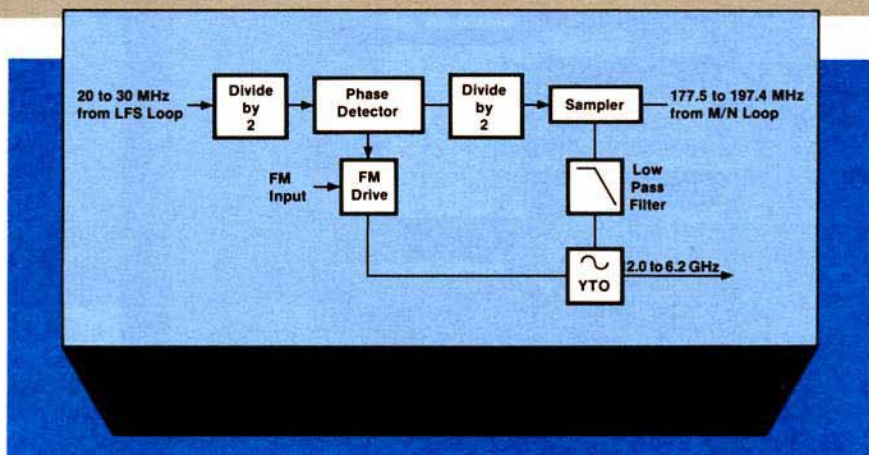 20 to 30 MHz
from LFS Loop
Divide
by
2
Phase
Detector
Divide
by
2
Sampler
177.5 to 197.4 MHz
from M/N Loop
FM
Input
FM
Drive
Low
Pass
Filter
YTO
2.0 to 6.2 GHz